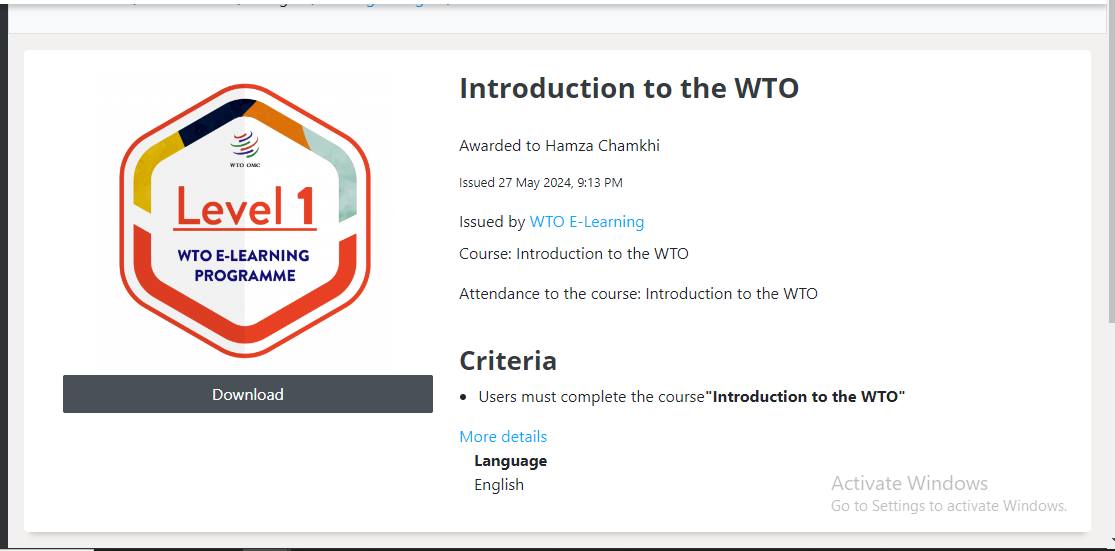 Introduction to the WTO
Awarded to Hamza Chamkhi
Issued 27 May 2024, 9:13 PM
Issued by WTO E-Learning
Course: Introduction to the WTO
Attendance to the course: Introduction to the WTO
WTO OMC
Level 1
WTO E-LEARNING
PROGRAMME
Download
Criteria
• Users must complete the course"Introduction to the WTO"
More details
Language
English
Activate Windows
Go to Settings to activate Windows.